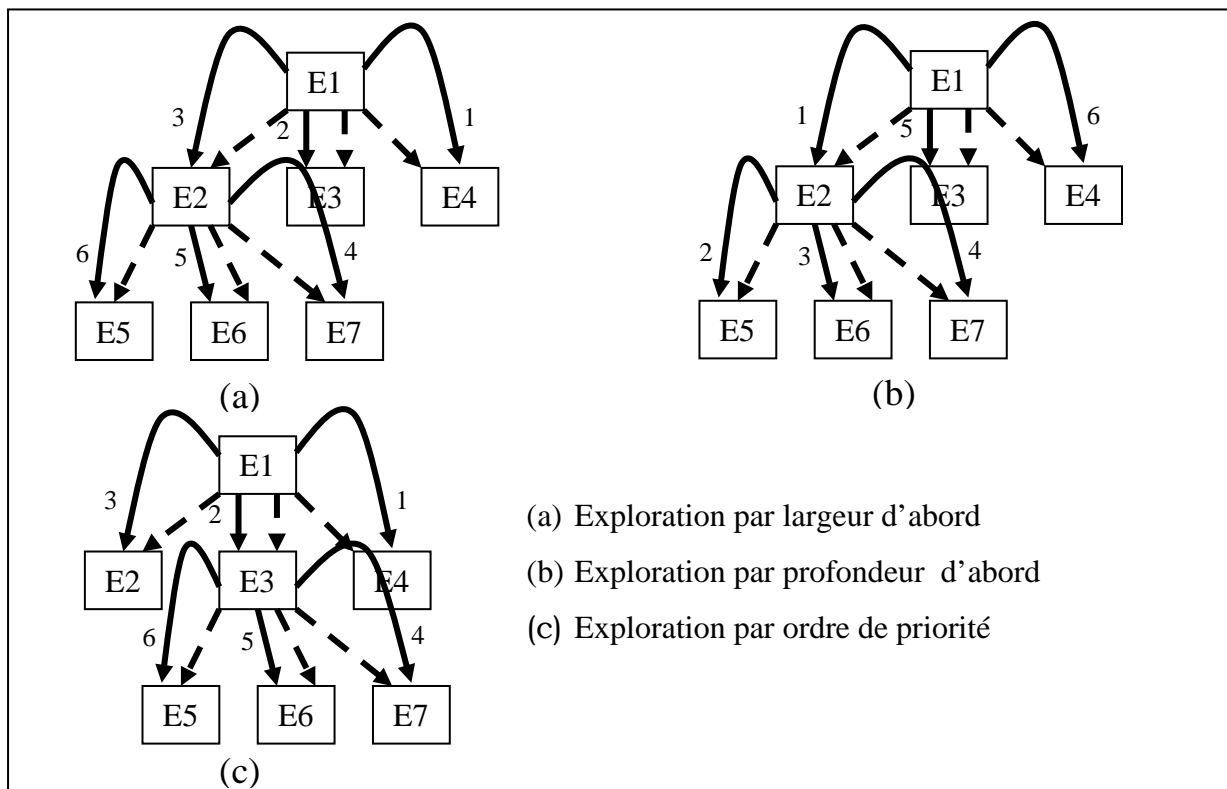 E1
3
2
1
E2
E3
E4
6
5
4
E5
E6
E7
(a)
E1
1
5
6
E2
E3
E4
2
3
4
E5
E6
E7
(b)
E1
3
2
1
E2
E3
E4
6
5
4
E5
E6
E7
(c)
(a) Exploration par largeur d’abord
(b) Exploration par profondeur d’abord
(c) Exploration par ordre de priorité